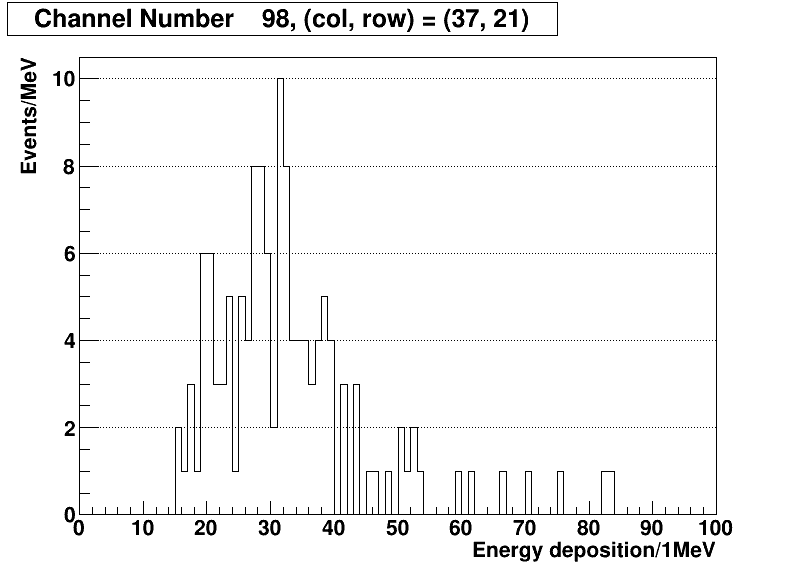 Channel Number 98, (col, row) = (37, 21)
Events/MeV
10
8
6
4
2
0
0 10 20 30 40 50 60 70 80 90 100
Energy deposition/1MeV